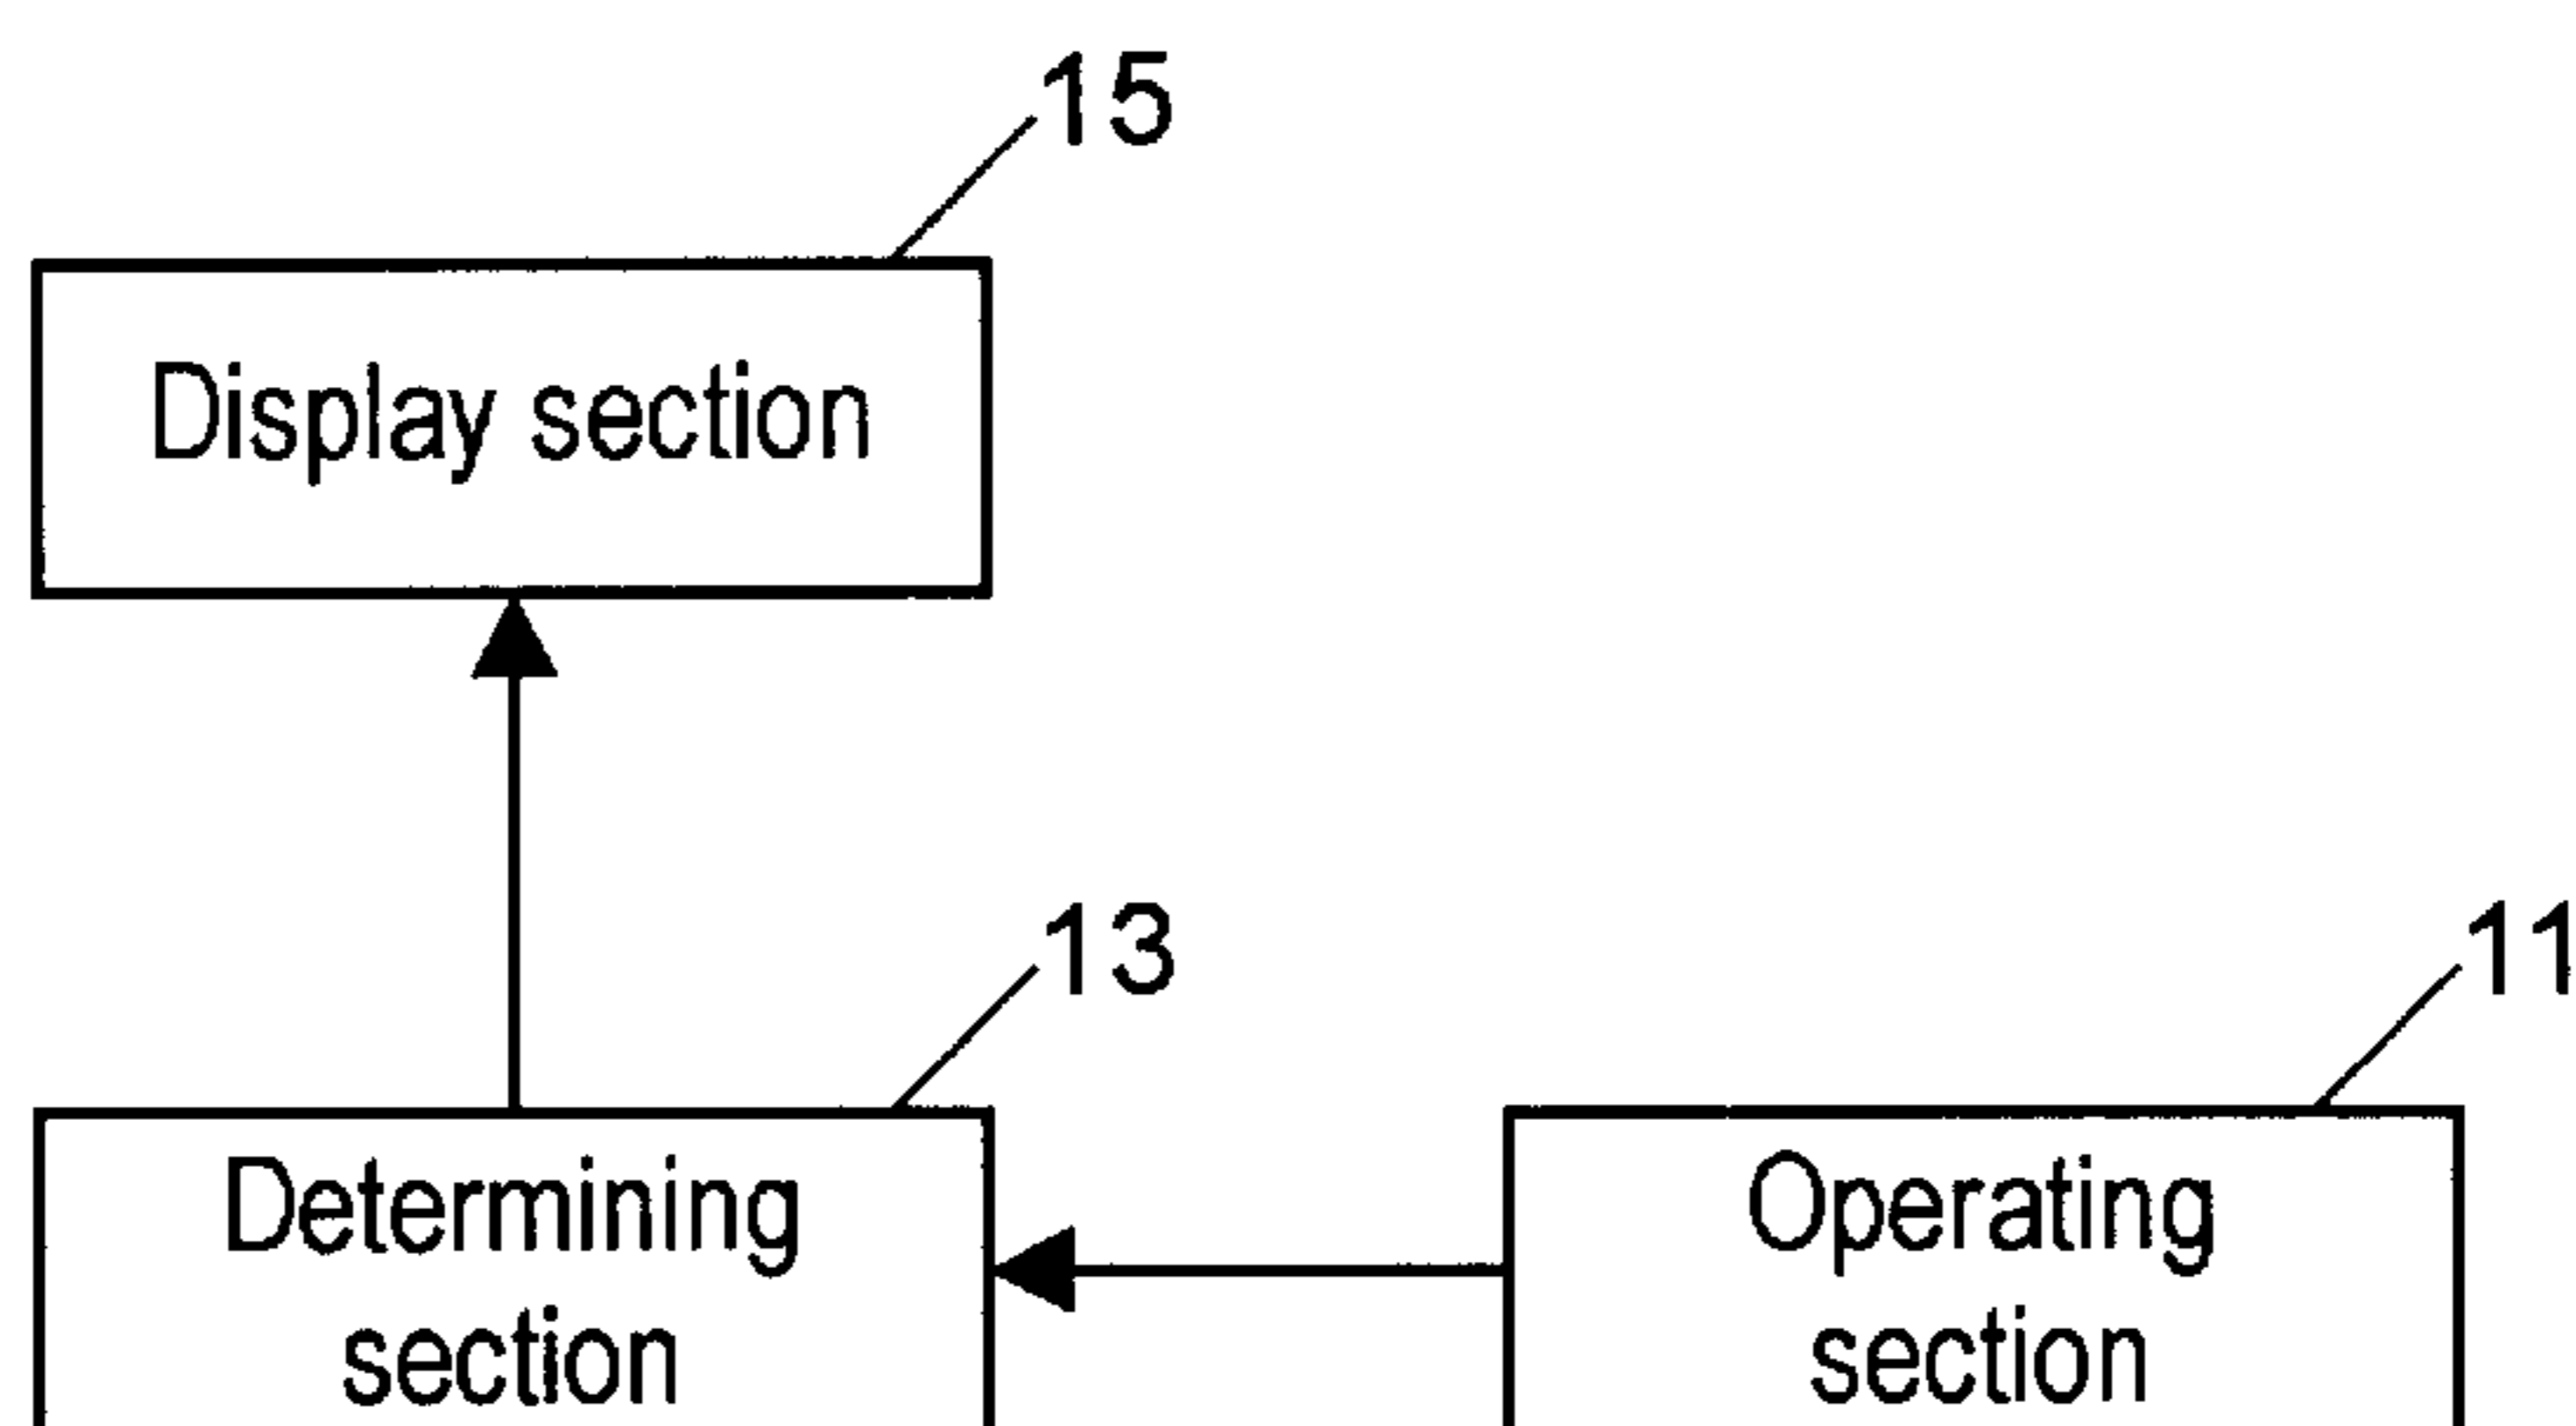 15
Display section
13
11
Determining
section
Operating
section